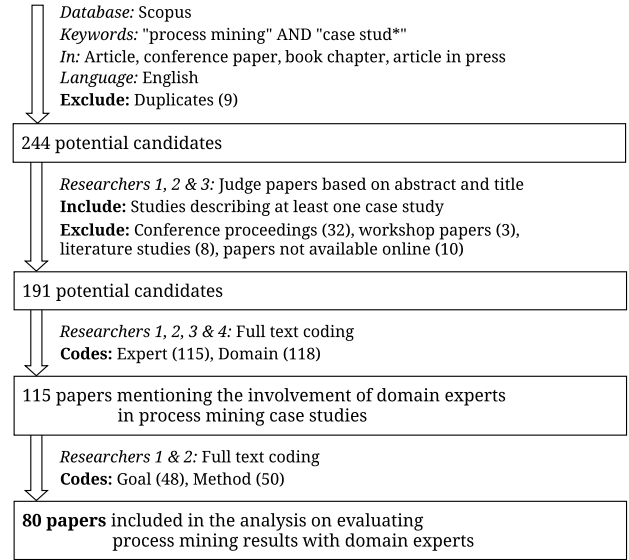 Database: Scopus
Keywords: "process mining" AND "case stud*"
In: Article, conference paper, book chapter, article in press
Language: English
Exclude: Duplicates (9)
244 potential candidates
Researchers 1, 2 & 3: Judge papers based on abstract and title
Include: Studies describing at least one case study
Exclude: Conference proceedings (32), workshop papers (3),
literature studies (8), papers not available online (10)
191 potential candidates
Researchers 1, 2, 3 & 4: Full text coding
Codes: Expert (115), Domain (118)
115 papers mentioning the involvement of domain experts
in process mining case studies
Researchers 1 & 2: Full text coding
Codes: Goal (48), Method (50)
80 papers included in the analysis on evaluating
process mining results with domain experts